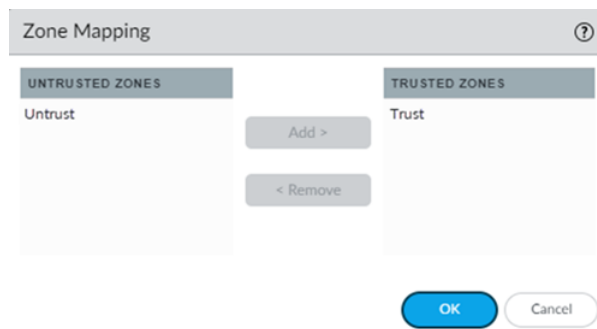 Zone Mapping
?
UNTRUSTED ZONES
TRUSTED ZONES
Untrust
Trust
Add >
< Remove
OK
Cancel